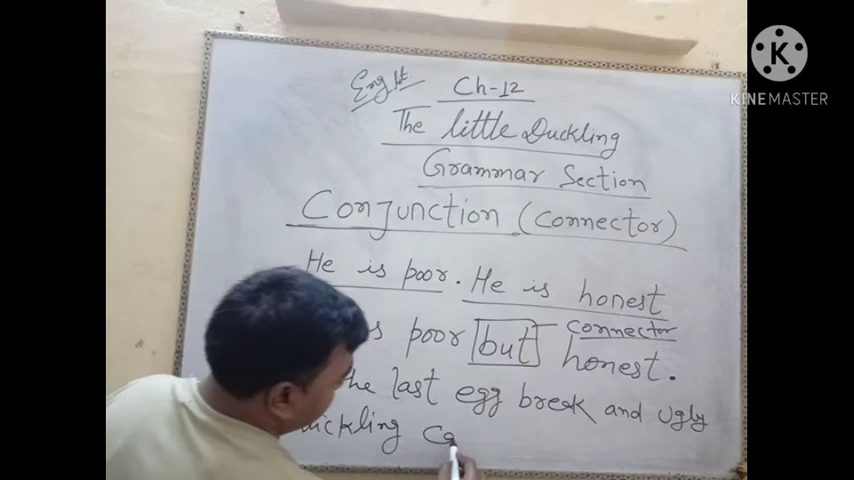 Eng lit.
Ch-12
The little Duckling
Grammar Section
Conjunction (connector)
He is poor. He is honest
connector
poor but honest.
last egg break and ugly
KINEMASTER